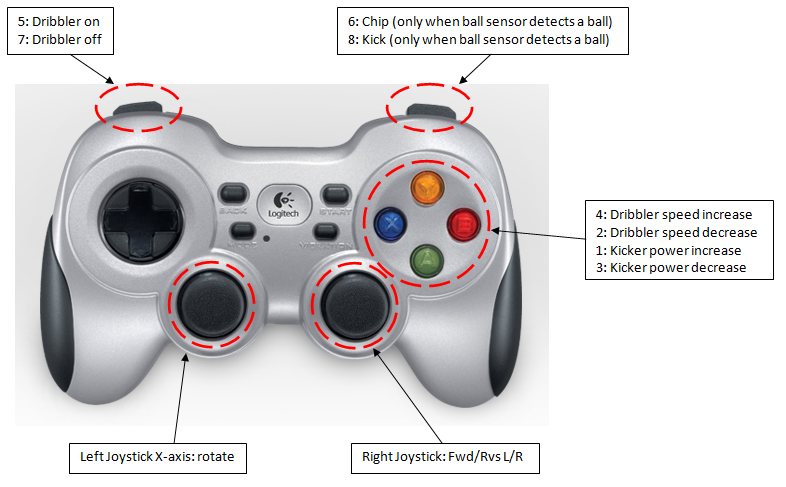 5: Dribbler on
7: Dribbler off
6: Chip (only when ball sensor detects a ball)
8: Kick (only when ball sensor detects a ball)
Y
X
B
A
BACK
Logitech
START
MODE
VIBRATION
4: Dribbler speed increase
2: Dribbler speed decrease
1: Kicker power increase
3: Kicker power decrease
Left Joystick X-axis: rotate
Right Joystick: Fwd/Rvs L/R